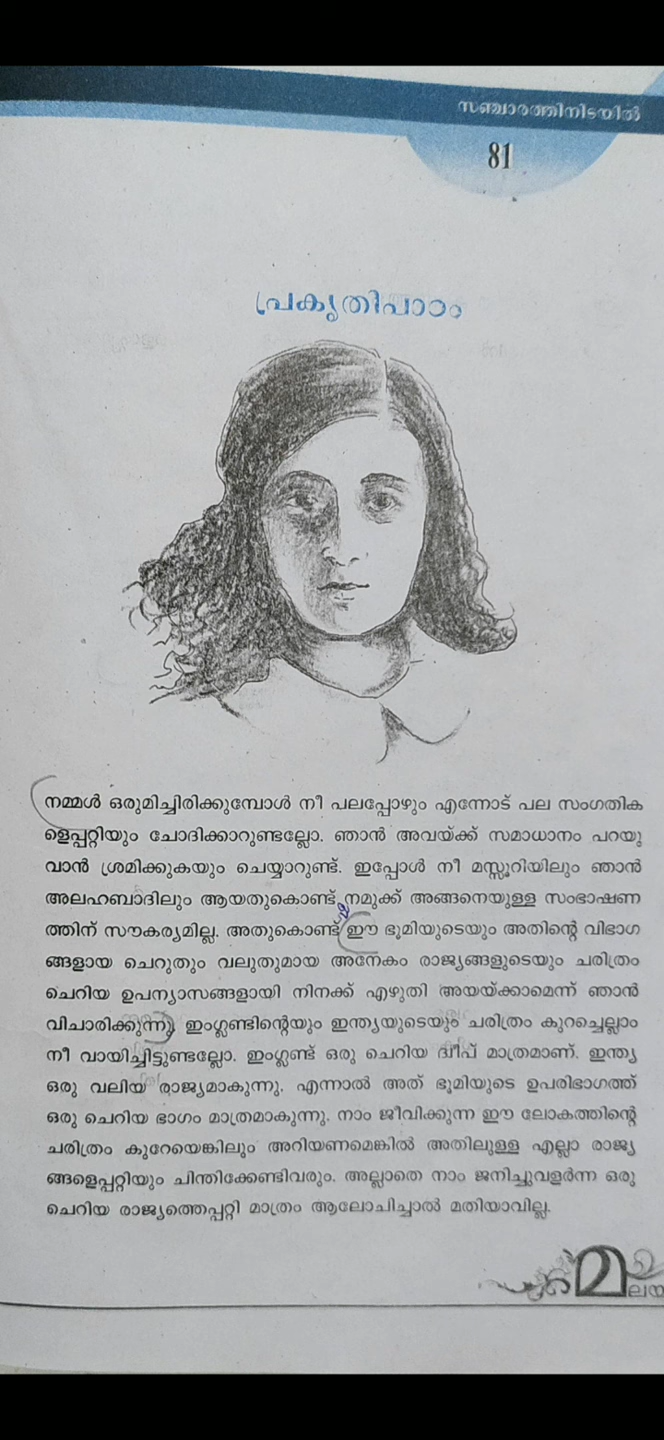 സഞ്ചാരത്തിനിടയിൽ
81
പ്രകൃതിപാഠം
നമ്മൾ ഒരുമിച്ചിരിക്കുമ്പോൾ നീ പലപ്പോഴും എന്നോട് പല സംഗതിക
ളെപ്പറ്റിയും ചോദിക്കാറുണ്ടല്ലോ. ഞാൻ അവയ്ക്ക് സമാധാനം പറയു
വാൻ ശ്രമിക്കുകയും ചെയ്യാറുണ്ട്. ഇപ്പോൾ നീ മസ്സൂറിയിലും ഞാൻ
അലഹബാദിലും ആയതുകൊണ്ട് നമുക്ക് അങ്ങനെയുള്ള സംഭാഷണ
ത്തിന് സൗകര്യമില്ല. അതുകൊണ്ട് ഈ ഭൂമിയുടെയും അതിന്റെ വിഭാഗ
ങ്ങളായ ചെറുതും വലുതുമായ അനേകം രാജ്യങ്ങളുടെയും ചരിത്രം
ചെറിയ ഉപന്യാസങ്ങളായി നിനക്ക് എഴുതി അയയ്ക്കാമെന്ന് ഞാൻ
വിചാരിക്കുന്നു. ഇംഗ്ലണ്ടിന്റെയും ഇന്ത്യയുടെയും ചരിത്രം കുറച്ചെല്ലാം
നീ വായിച്ചിട്ടുണ്ടല്ലോ. ഇംഗ്ലണ്ട് ഒരു ചെറിയ ദ്വീപ് മാത്രമാണ്. ഇന്ത്യ
ഒരു വലിയ രാജ്യമാകുന്നു. എന്നാൽ അത് ഭൂമിയുടെ ഉപരിഭാഗത്ത്
ഒരു ചെറിയ ഭാഗം മാത്രമാകുന്നു. നാം ജീവിക്കുന്ന ഈ ലോകത്തിന്റെ
ചരിത്രം കുറേയെങ്കിലും അറിയണമെങ്കിൽ അതിലുള്ള എല്ലാ രാജ്യ
ങ്ങളെപ്പറ്റിയും ചിന്തിക്കേണ്ടിവരും. അല്ലാതെ നാം ജനിച്ചുവളർന്ന ഒരു
ചെറിയ രാജ്യത്തെപ്പറ്റി മാത്രം ആലോചിച്ചാൽ മതിയാവില്ല.